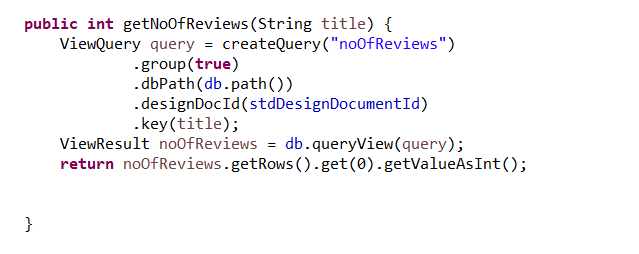 public int getNoOfReviews(String title) {
    ViewQuery query = createQuery("noOfReviews")
            .group(true)
            .dbPath(db.path())
            .designDocId(stdDesignDocumentId)
            .key(title);
    ViewResult noOfReviews = db.queryView(query);
    return noOfReviews.getRows().get(0).getValueAsInt();
}